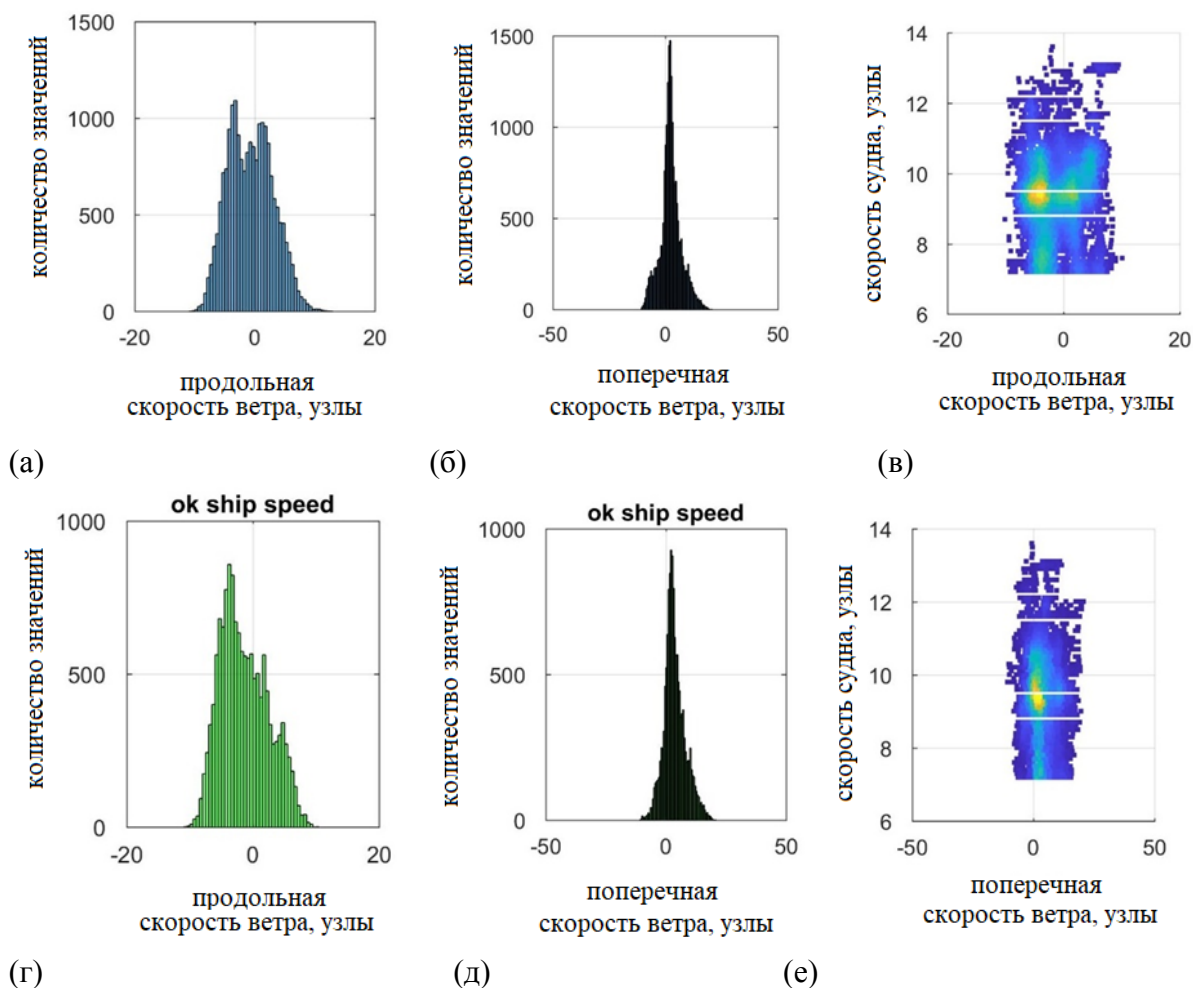 1500
1000
500
0
-20
0
20
количество значений
продольная
скорость ветра, узлы
(а)
1500
1000
500
0
-50
0
50
количество значений
поперечная
скорость ветра, узлы
(б)
14
12
10
8
6
-20
0
20
скорость судна, узлы
продольная
скорость ветра, узлы
(в)
ok ship speed
1000
500
0
-20
0
20
количество значений
продольная
скорость ветра, узлы
(г)
ok ship speed
1000
500
0
-50
0
50
количество значений
поперечная
скорость ветра, узлы
(д)
14
12
10
8
6
-50
0
50
скорость судна, узлы
поперечная
скорость ветра, узлы
(е)